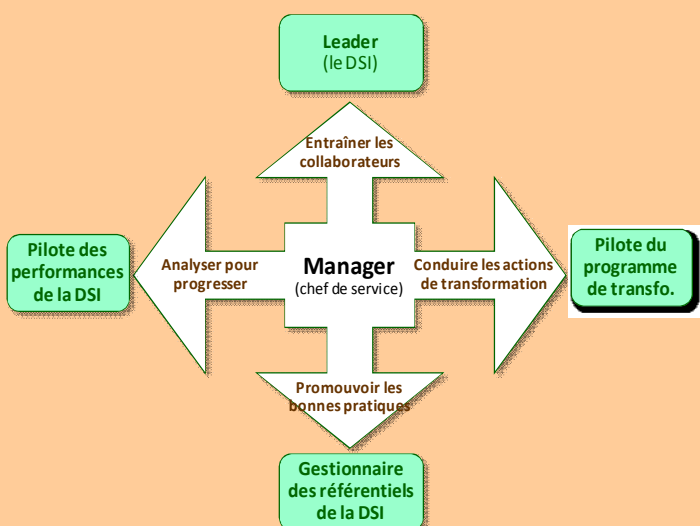 Leader
(le DSI)
Entraîner les
collaborateurs
Pilote des
performances
de la DSI
Analyser pour
progresser
Manager
(chef de service)
Conduire les actions
de transformation
Pilote du
programme
de transfo.
Promouvoir les
bonnes pratiques
Gestionnaire
des référentiels
de la DSI